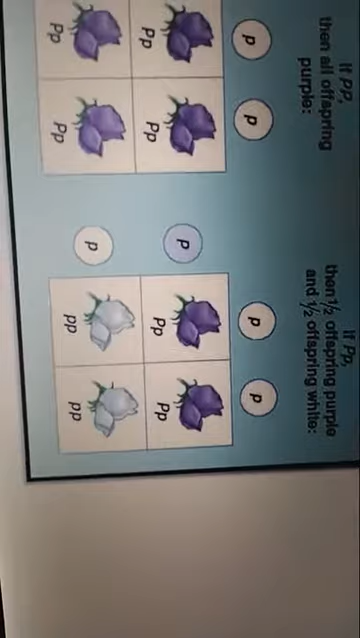 If PP,
then all offspring
purple:
p
p
Pp
Pp
Pp
Pp
If Pp,
then 1/2 offspring purple
and 1/2 offspring white:
p
p
P
Pp
Pp
p
pp
pp